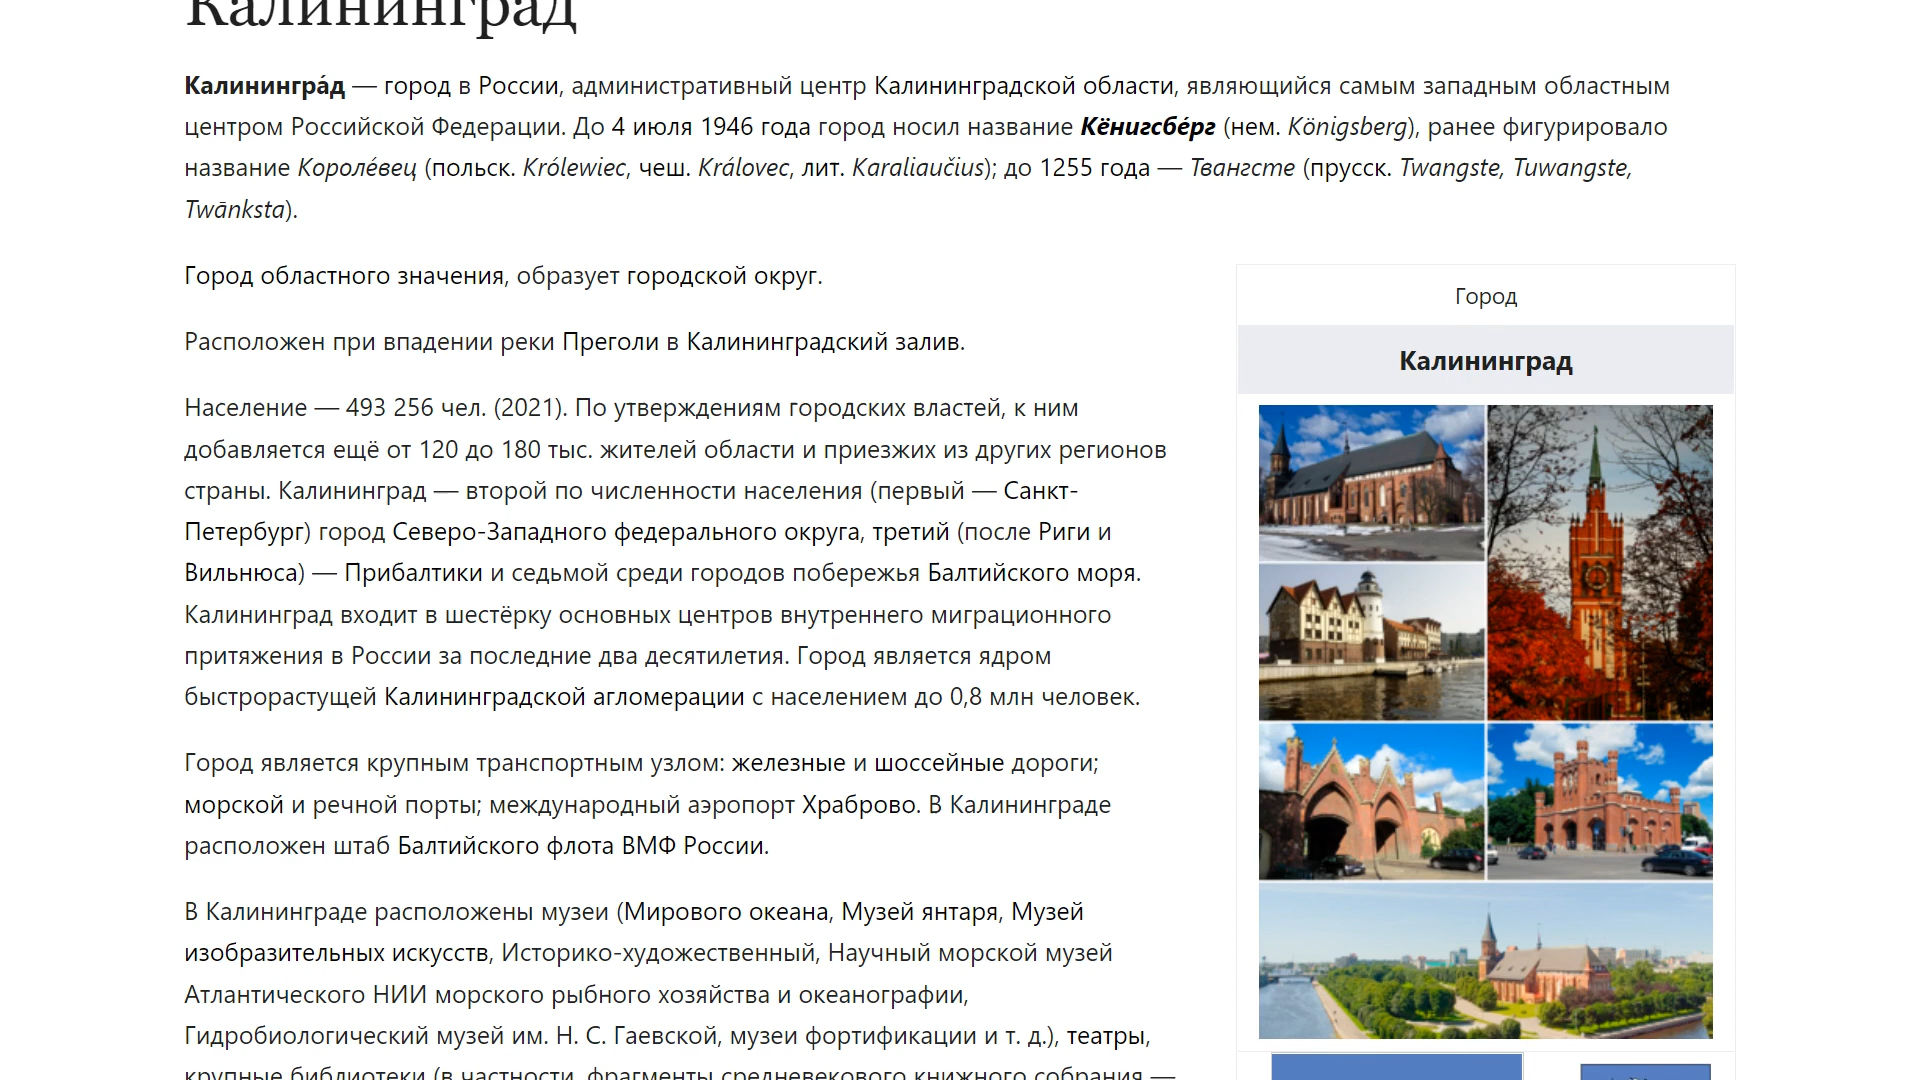 Калининград
Калинингра́д — город в России, административный центр Калининградской области, являющийся самым западным областным
центром Российской Федерации. До 4 июля 1946 года город носил название Кёнигсбе́рг (нем. Königsberg), ранее фигурировало
название Короле́вец (польск. Królewiec, чеш. Královec, лит. Karaliaučius); до 1255 года — Твангсте (прусск. Twangste, Tuwangste,
Twānksta).
Город областного значения, образует городской округ.
Расположен при впадении реки Преголи в Калининградский залив.
Население — 493 256 чел. (2021). По утверждениям городских властей, к ним
добавляется ещё от 120 до 180 тыс. жителей области и приезжих из других регионов
страны. Калининград — второй по численности населения (первый — Санкт-
Петербург) город Северо-Западного федерального округа, третий (после Риги и
Вильнюса) — Прибалтики и седьмой среди городов побережья Балтийского моря.
Калининград входит в шестёрку основных центров внутреннего миграционного
притяжения в России за последние два десятилетия. Город является ядром
быстрорастущей Калининградской агломерации с населением до 0,8 млн человек.
Город является крупным транспортным узлом: железные и шоссейные дороги;
морской и речной порты; международный аэропорт Храброво. В Калининграде
расположен штаб Балтийского флота ВМФ России.
В Калининграде расположены музеи (Мирового океана, Музей янтаря, Музей
изобразительных искусств, Историко-художественный, Научный морской музей
Атлантического НИИ морского рыбного хозяйства и океанографии,
Гидробиологический музей им. Н. С. Гаевской, музеи фортификации и т. д.), театры,
крупные библиотеки (в частности, фрагменты средневекового книжного собрания —
Город
Калининград